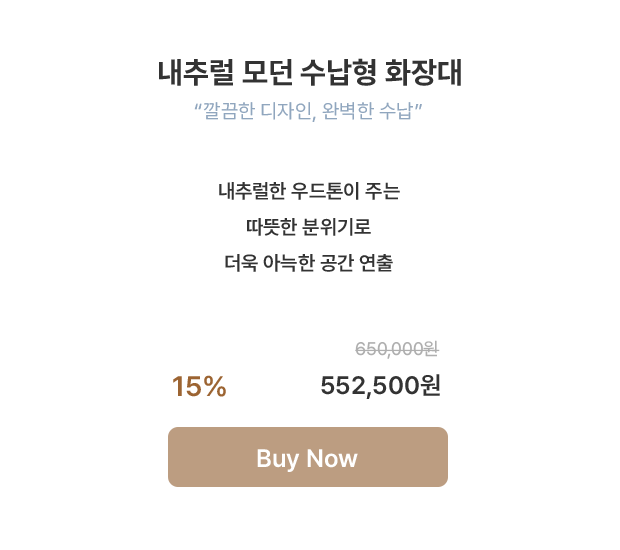 내추럴 모던 수납형 화장대
“깔끔한 디자인, 완벽한 수납”
내추럴한 우드톤이 주는
따뜻한 분위기로
더욱 아늑한 공간 연출
650,000원
15% 552,500원
Buy Now